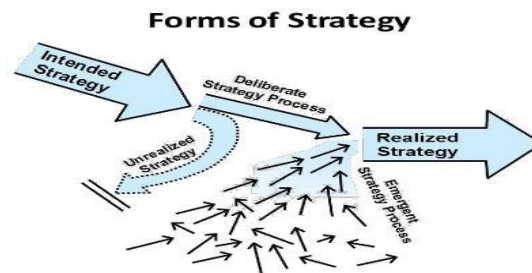 Forms of Strategy
Intended
Strategy
Deliberate
Strategy Process
Unrealized
Strategy
Realized
Strategy
Emergent
Strategy Process